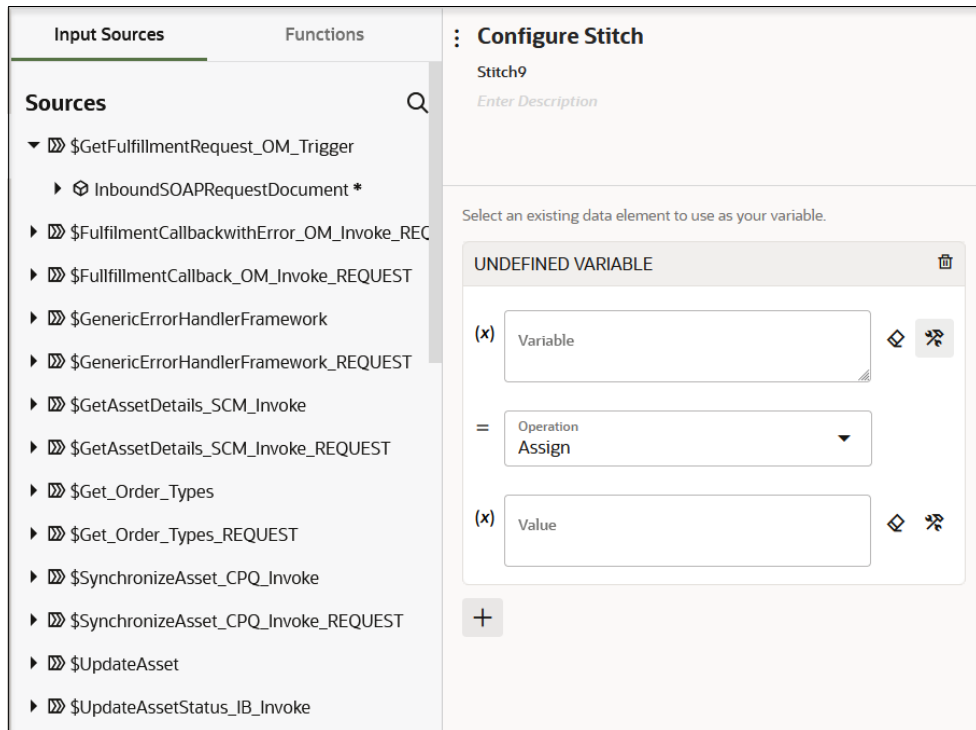 Input Sources
Functions
Sources
$GetFulfillmentRequest_OM_Trigger
InboundSOAPRequestDocument *
$FulfilmentCallbackwithError_OM_Invoke_REQ
$FullfillmentCallback_OM_Invoke_REQUEST
$GenericErrorHandlerFramework
$GenericErrorHandlerFramework_REQUEST
$GetAssetDetails_SCM_Invoke
$GetAssetDetails_SCM_Invoke_REQUEST
$Get_Order_Types
$Get_Order_Types_REQUEST
$SynchronizeAsset_CPQ_Invoke
$SynchronizeAsset_CPQ_Invoke_REQUEST
$UpdateAsset
$UpdateAssetStatus_IB_Invoke
Configure Stitch
Stitch9
Enter Description
Select an existing data element to use as your variable.
UNDEFINED VARIABLE
(x) Variable
= Operation
Assign
(x) Value